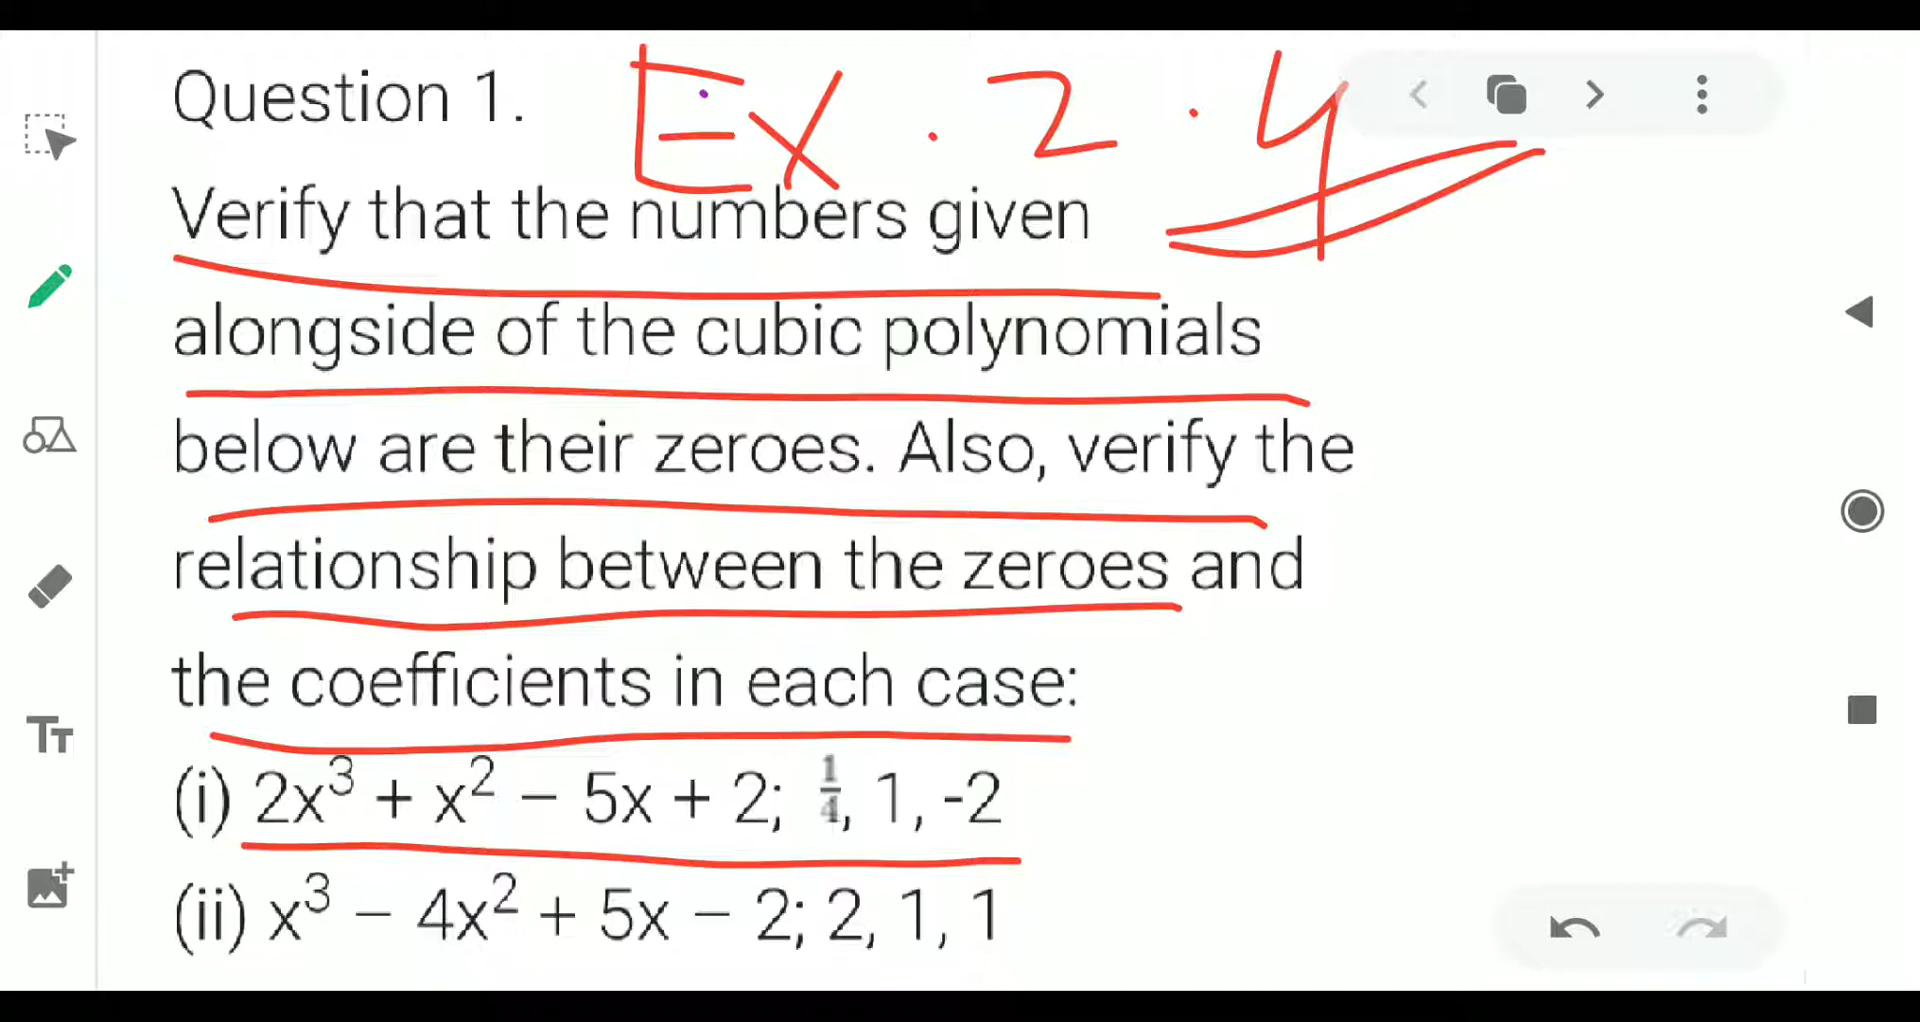 Question 1. Ex. 2.4
Verify that the numbers given
alongside of the cubic polynomials
below are their zeroes. Also, verify the
relationship between the zeroes and
the coefficients in each case:
(i) 2x³ + x² – 5x + 2; 1/4, 1, -2
(ii) x³ – 4x² + 5x – 2; 2, 1, 1
TT